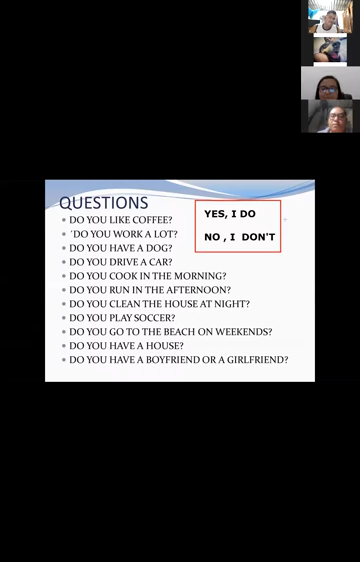 QUESTIONS
YES, I DO
NO , I DON'T
DO YOU LIKE COFFEE?
´DO YOU WORK A LOT?
DO YOU HAVE A DOG?
DO YOU DRIVE A CAR?
DO YOU COOK IN THE MORNING?
DO YOU RUN IN THE AFTERNOON?
DO YOU CLEAN THE HOUSE AT NIGHT?
DO YOU PLAY SOCCER?
DO YOU GO TO THE BEACH ON WEEKENDS?
DO YOU HAVE A HOUSE?
DO YOU HAVE A BOYFRIEND OR A GIRLFRIEND?